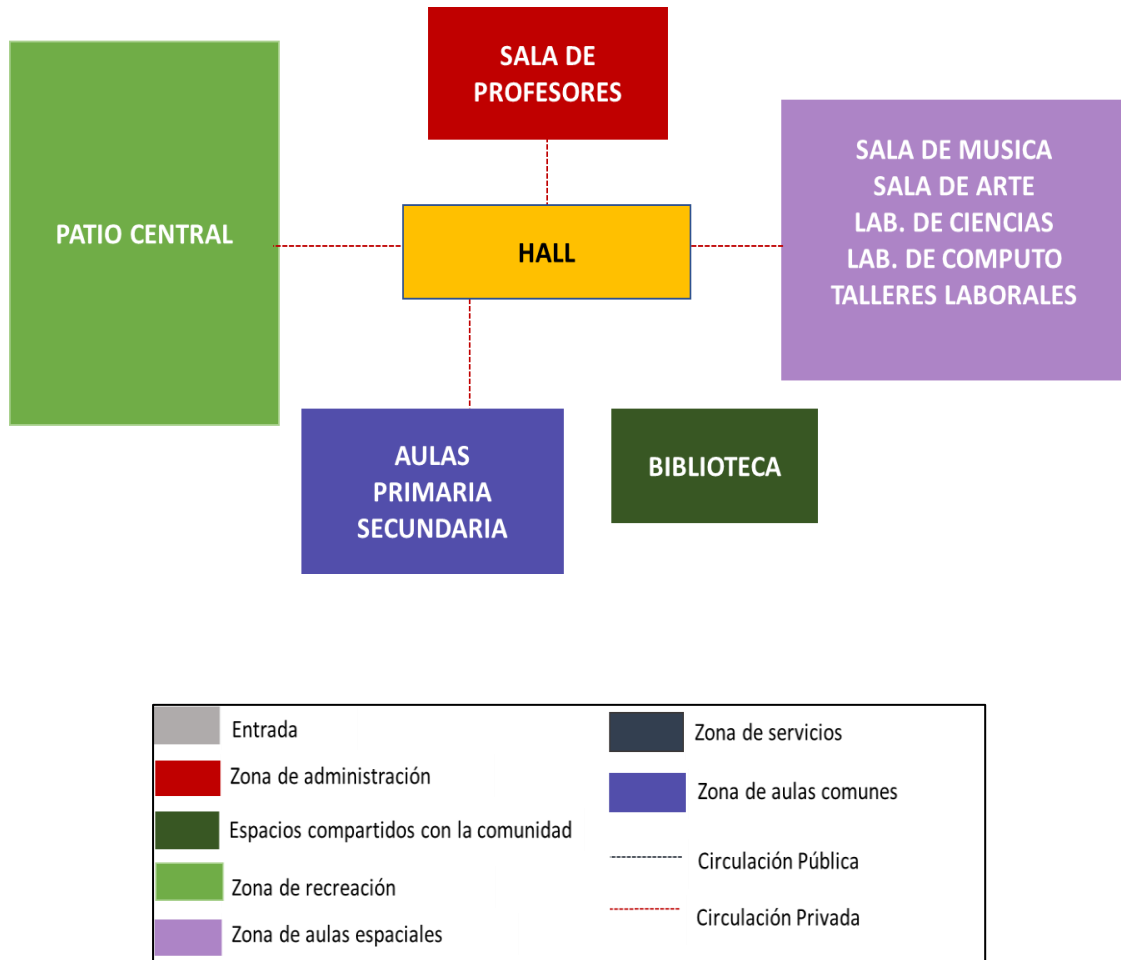 SALA DE
PROFESORES
PATIO CENTRAL
HALL
SALA DE MUSICA
SALA DE ARTE
LAB. DE CIENCIAS
LAB. DE COMPUTO
TALLERES LABORALES
AULAS
PRIMARIA
SECUNDARIA
BIBLIOTECA
Entrada
Zona de administración
Espacios compartidos con la comunidad
Zona de recreación
Zona de aulas espaciales
Zona de servicios
Zona de aulas comunes
Circulación Pública
Circulación Privada